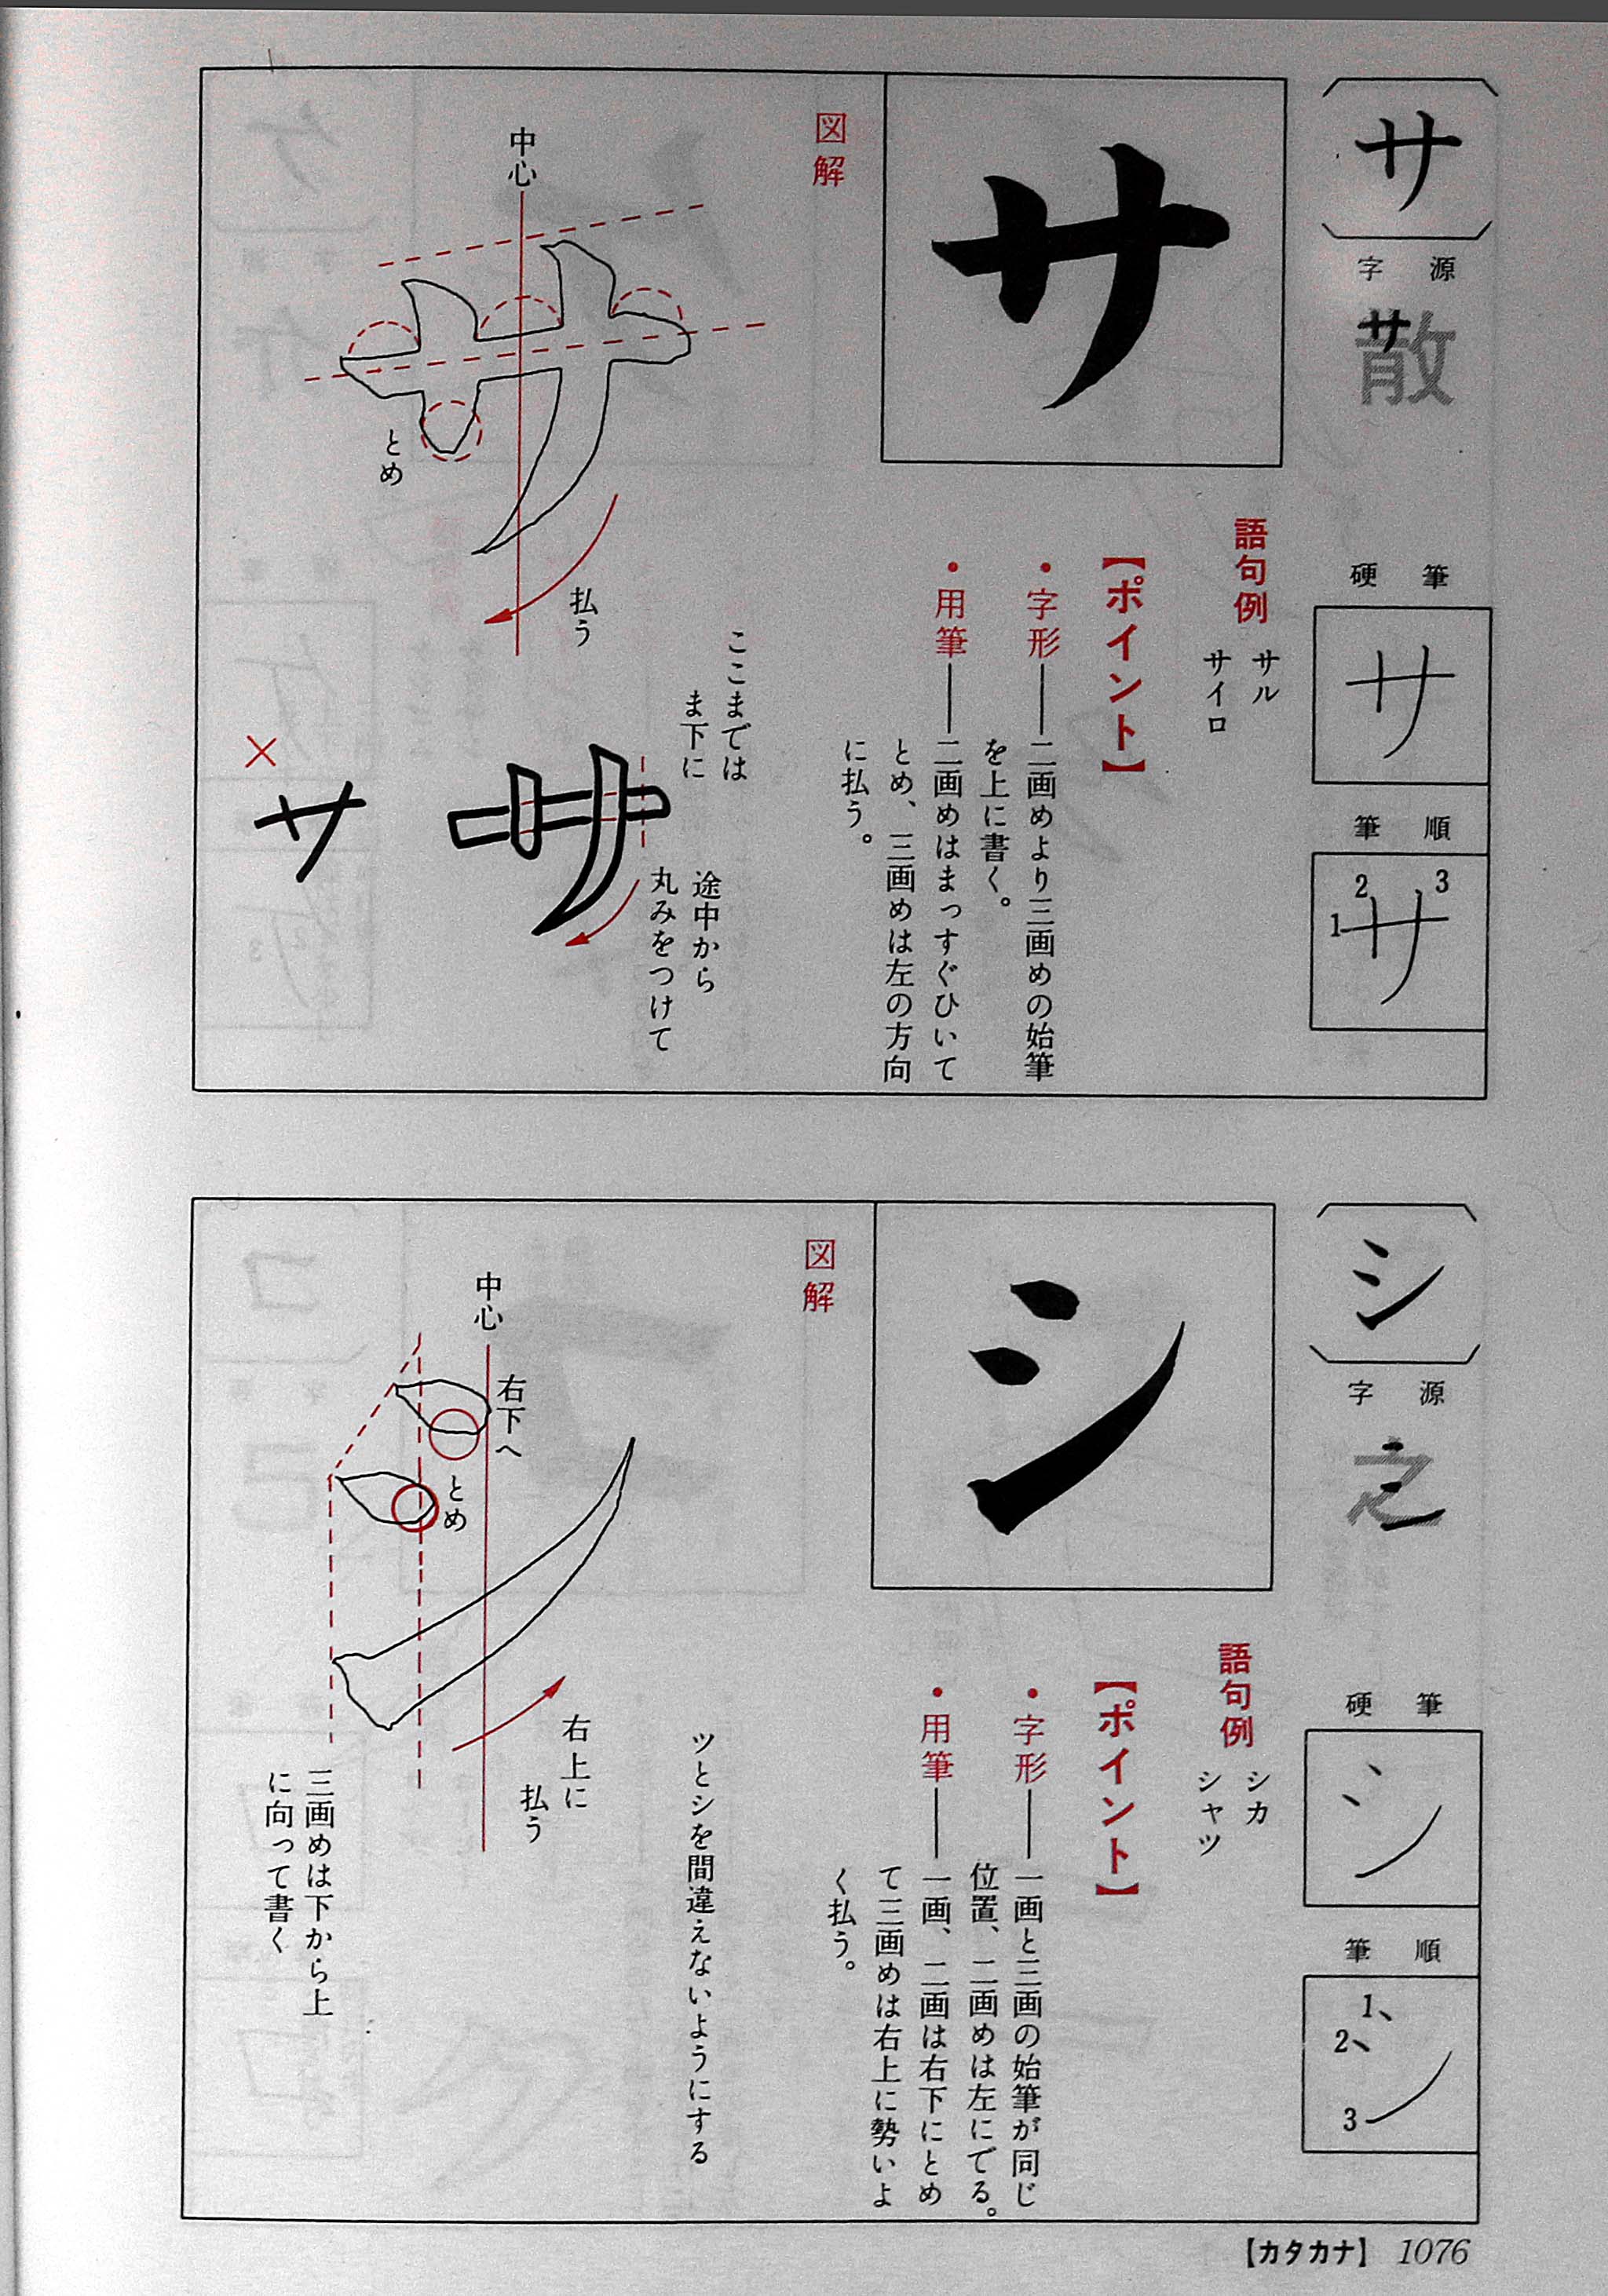 サ
字源
散
硬筆
サ
筆順
1
2
3
サ
語句例
サル
サイロ
【ポイント】
・字形——二画めより三画めの始筆
を上に書く。
・用筆——二画めはまっすぐひいて
とめ、三画めは左の方向
に払う。
図解
中心
とめ
払う
ここまでは
ま下に
途中から
丸みをつけて
×
サ
シ
字源
之
硬筆
シ
筆順
1
2
3
シ
語句例
シカ
シャツ
【ポイント】
・字形——一画と三画の始筆が同じ
位置、二画めは左にでる。
・用筆——一画、二画は右下にとめ
て三画めは右上に勢いよ
く払う。
図解
中心
右下へ
とめ
右上に
払う
ツとシを間違えないようにする
三画めは下から上
に向って書く
【カタカナ】 1076